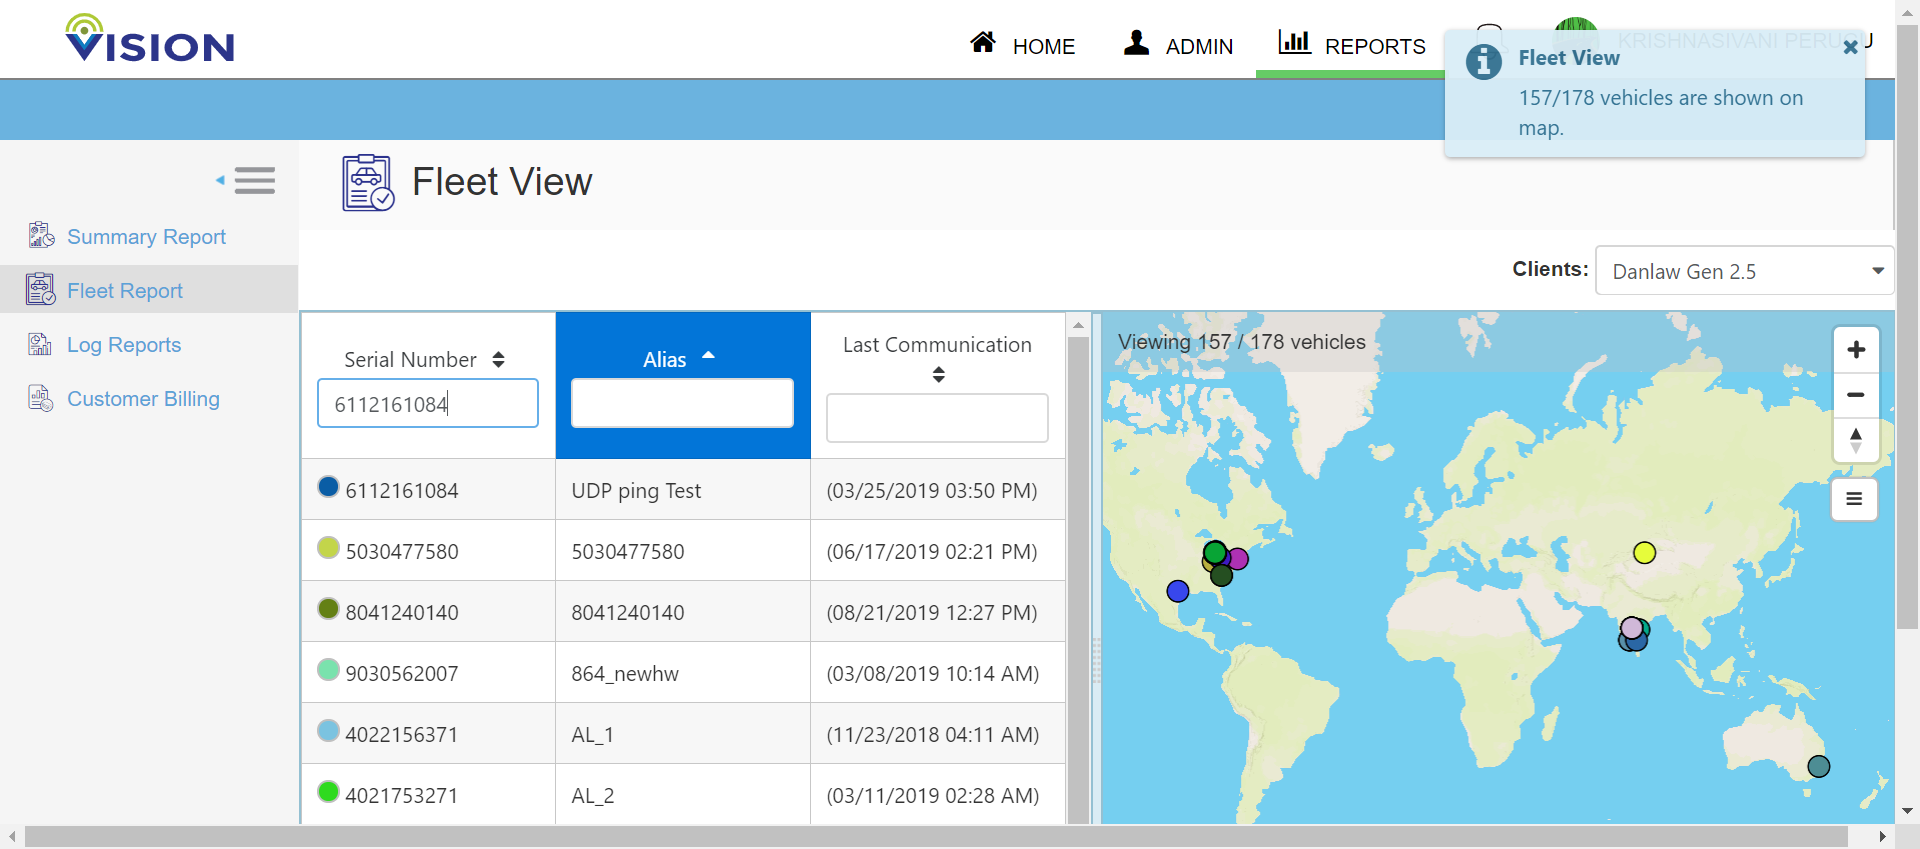 VISION
HOME
ADMIN
REPORTS
KRISHNASIVANI PERUGU
Fleet View
157/178 vehicles are shown on
map.
Fleet View
Summary Report
Fleet Report
Log Reports
Customer Billing
Clients:
Danlaw Gen 2.5
Serial Number
Alias
Last Communication
6112161084
6112161084 UDP ping Test (03/25/2019 03:50 PM)
5030477580 5030477580 (06/17/2019 02:21 PM)
8041240140 8041240140 (08/21/2019 12:27 PM)
9030562007 864_newhw (03/08/2019 10:14 AM)
4022156371 AL_1 (11/23/2018 04:11 AM)
4021753271 AL_2 (03/11/2019 02:28 AM)
Viewing 157 / 178 vehicles